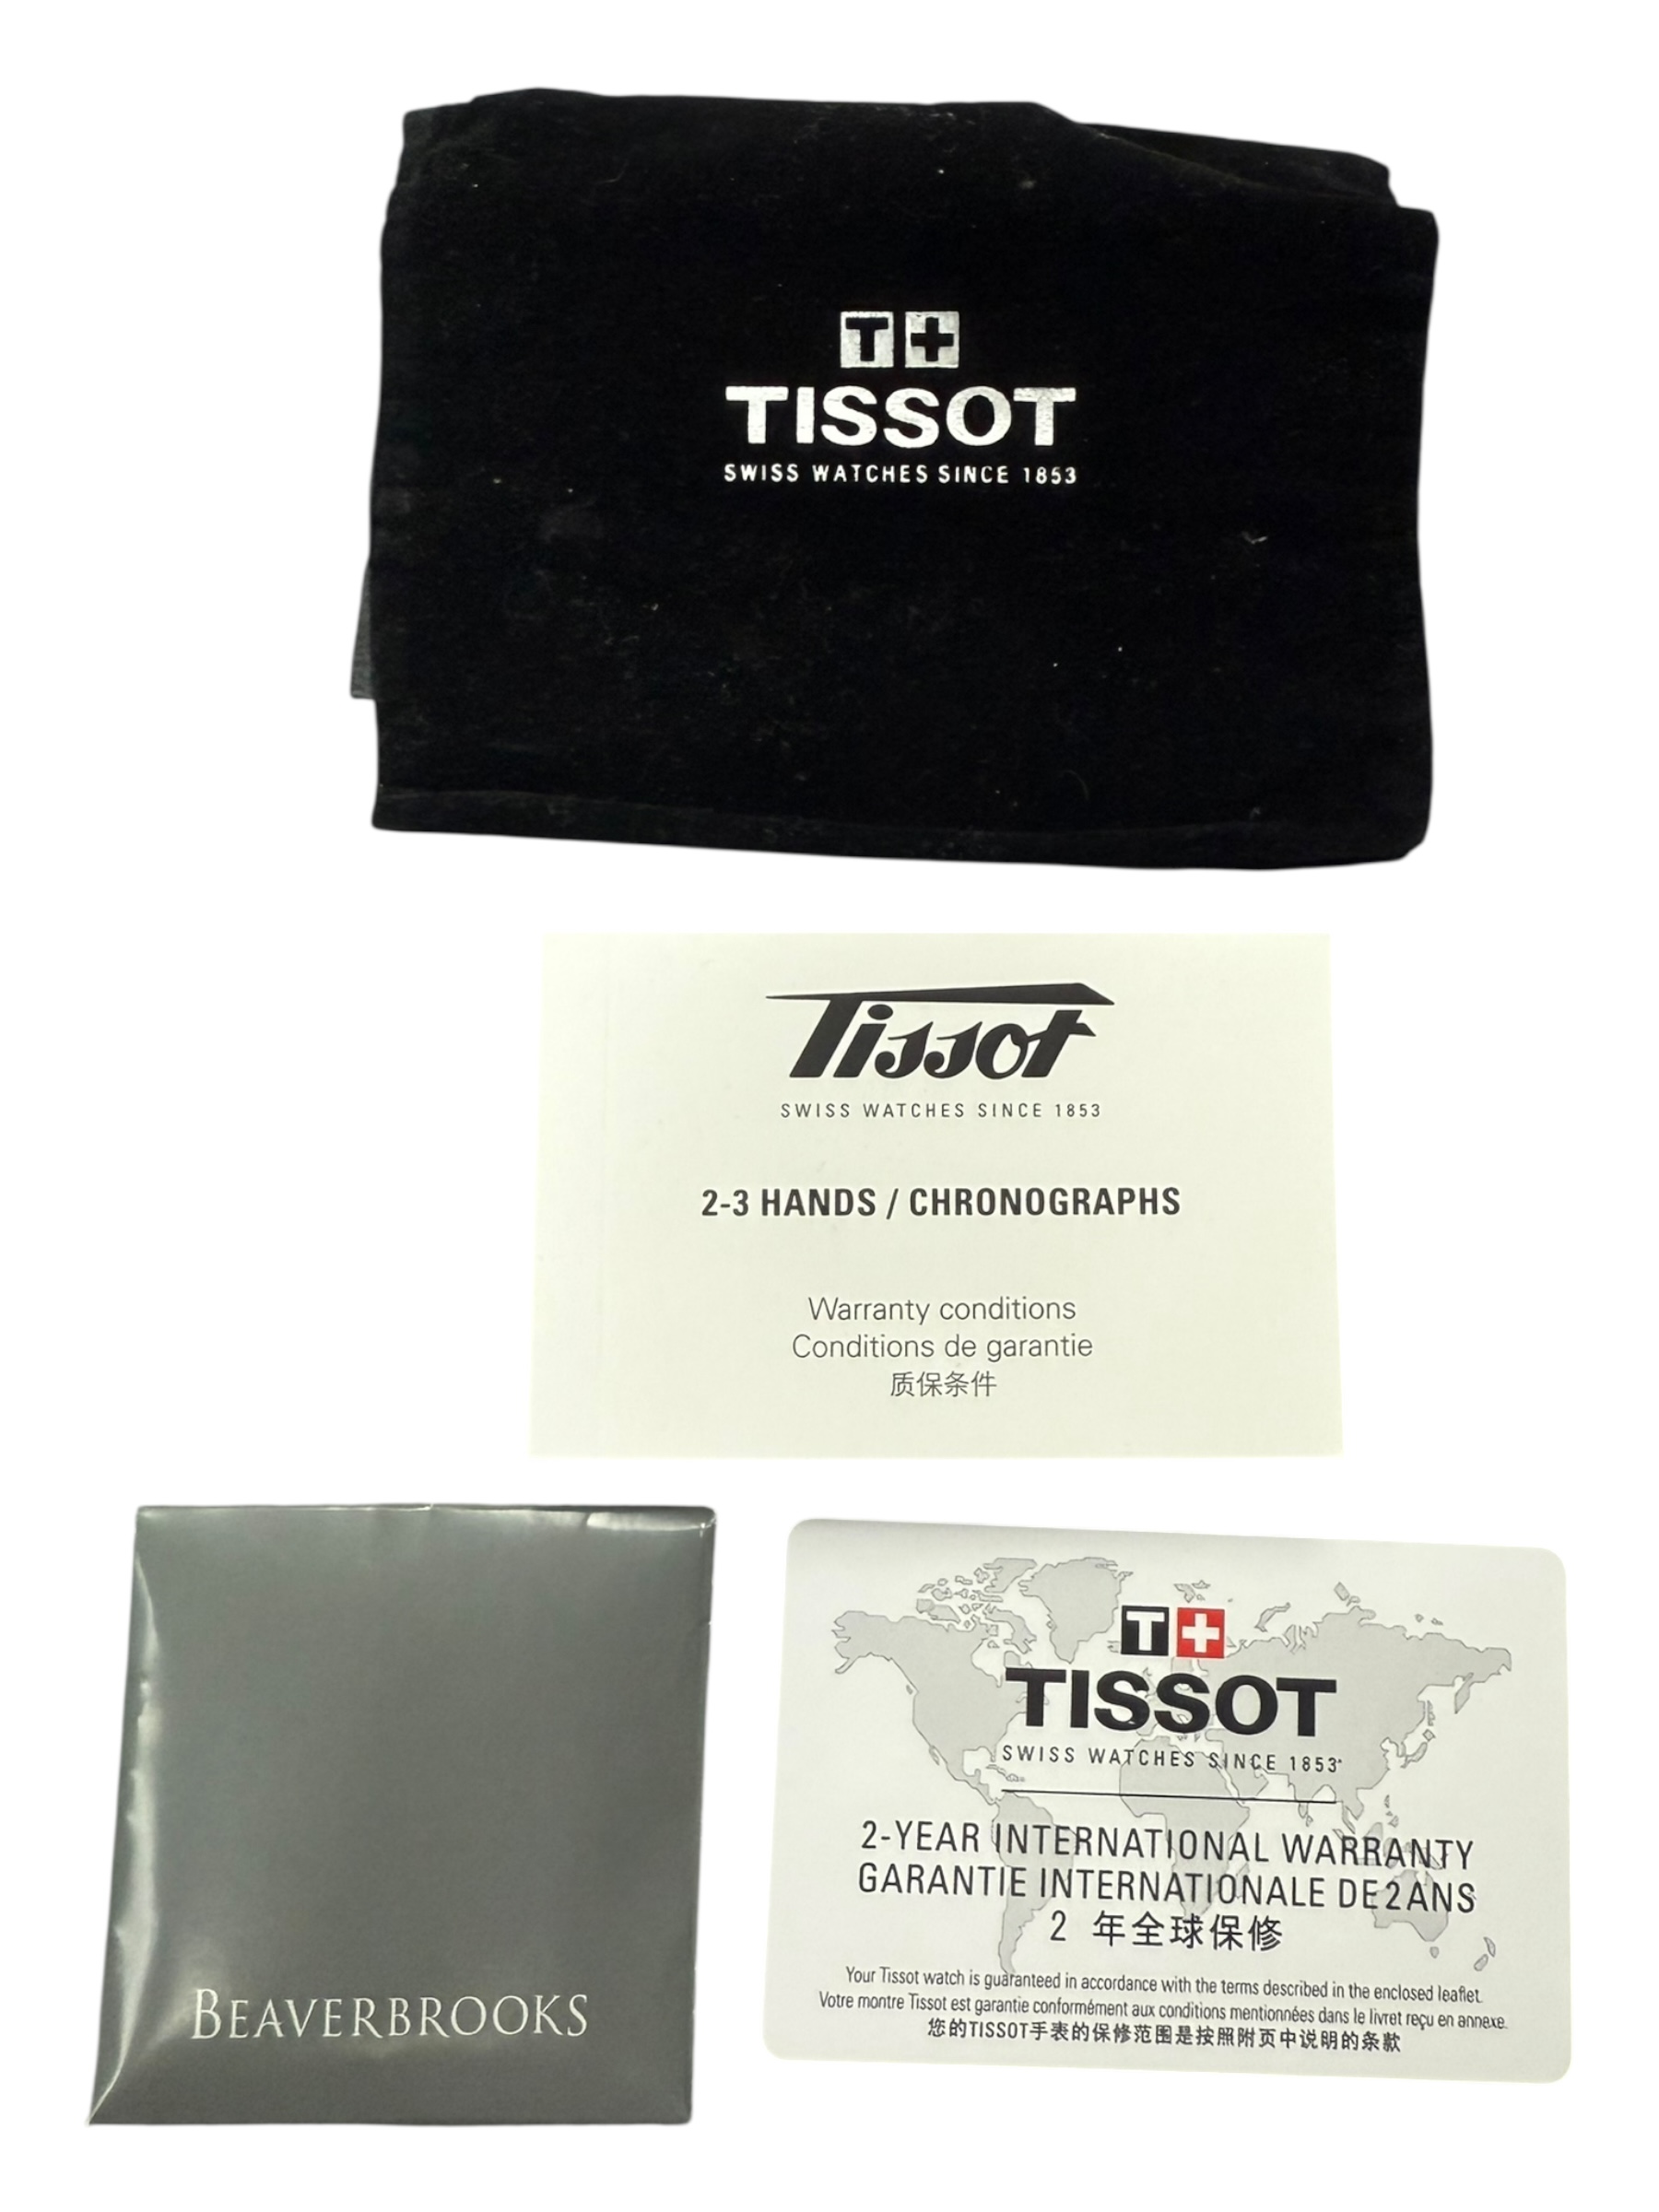 T+
TISSOT
SWISS WATCHES SINCE 1853
Tissot
SWISS WATCHES SINCE 1853
2-3 HANDS / CHRONOGRAPHS
Warranty conditions
Conditions de garantie
质保条件
BEAVERBROOKS
T+
TISSOT
SWISS WATCHES SINCE 1853
2-YEAR INTERNATIONAL WARRANTY
GARANTIE INTERNATIONALE DE 2 ANS
2 年全球保修
Your Tissot watch is guaranteed in accordance with the terms described in the enclosed leaflet.
Votre montre Tissot est garantie conformément aux conditions mentionnées dans le livret reçu en annexe.
您的TISSOT手表的保修范围是按照附页中说明的条款